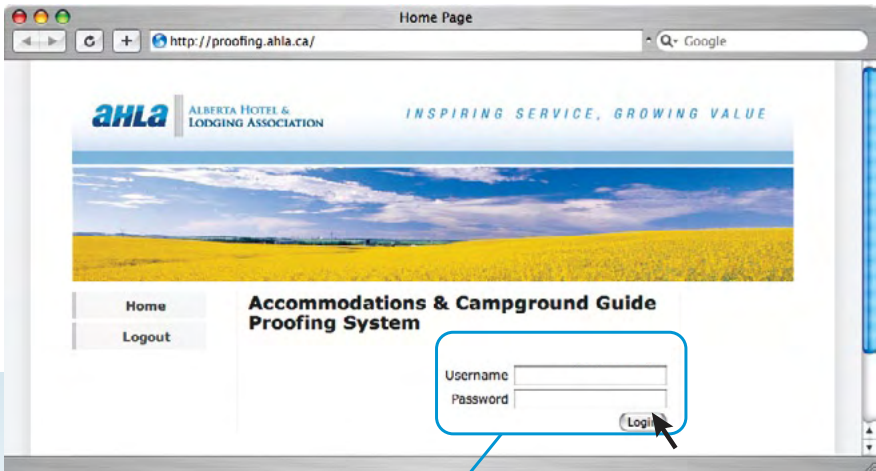 Home Page
http://proofing.ahla.ca/
Google
aHLa
ALBERTA HOTEL &
LODGING ASSOCIATION
INSPIRING SERVICE, GROWING VALUE
Home
Logout
Accommodations & Campground Guide
Proofing System
Username
Password
Login